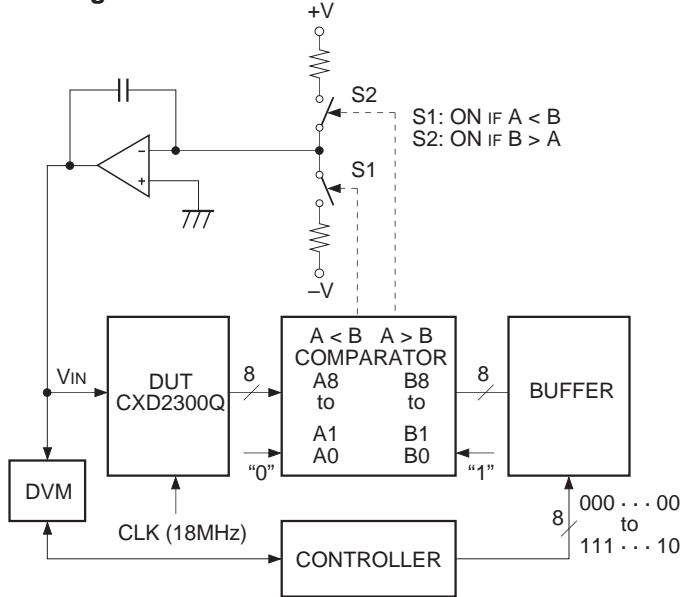 +V
S2
S1: ON IF A < B
S2: ON IF B > A
–
+
S1
–V
A < B A > B
COMPARATOR
VIN
DUT
CXD2300Q
8
A8
to
A1
A0
B8
to
B1
B0
8
BUFFER
"0"
"1"
DVM
CLK (18MHz)
CONTROLLER
8
000 · · · 00
to
111 · · · 10